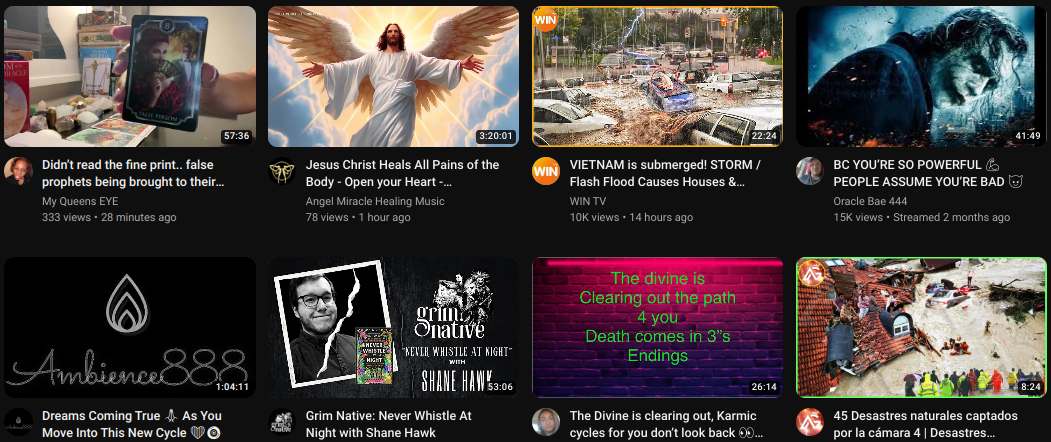 8
FALSE PERSON
57:36
3:20:01
WIN
22:24
41:49
Didn't read the fine print.. false
prophets being brought to their…
My Queens EYE
333 views • 28 minutes ago
Jesus Christ Heals All Pains of the
Body - Open your Heart -…
Angel Miracle Healing Music
78 views • 1 hour ago
WIN
VIETNAM is submerged! STORM /
Flash Flood Causes Houses &…
WIN TV
10K views • 14 hours ago
BC YOU'RE SO POWERFUL 💪
PEOPLE ASSUME YOU'RE BAD 😈
Oracle Bae 444
15K views • Streamed 2 months ago
Ambience888
1:04:11
grim
native
"NEVER WHISTLE AT NIGHT"
WITH
SHANE HAWK
NEVER
WHISTLE
AT
NIGHT
53:06
The divine is
Clearing out the path
4 you
Death comes in 3"s
Endings
26:14
8:24
Dreams Coming True 🙏 As You
Move Into This New Cycle
Grim Native: Never Whistle At
Night with Shane Hawk
The Divine is clearing out, Karmic
cycles for you don't look back 👀…
45 Desastres naturales captados
por la cámara 4 | Desastres…